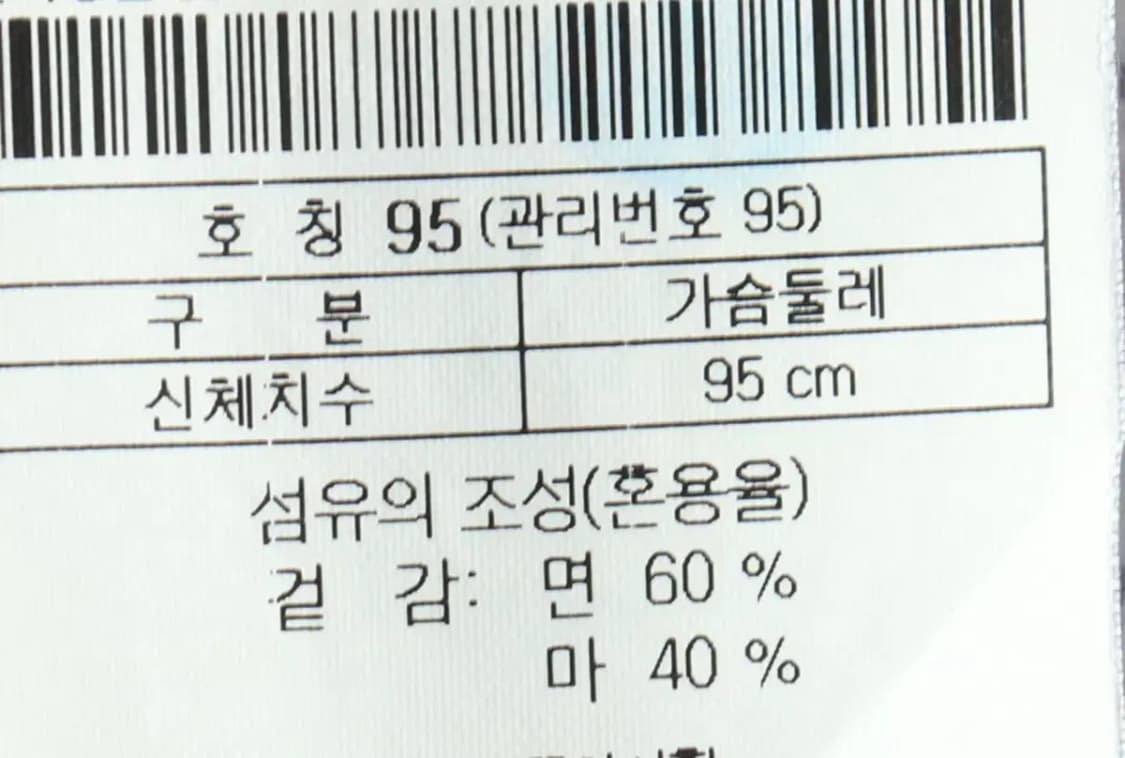 호 칭 95 (관리번호 95)
구 분 가슴둘레
신체치수 95 cm
섬유의 조성(혼용율)
겉 감: 면 60 %
마 40 %